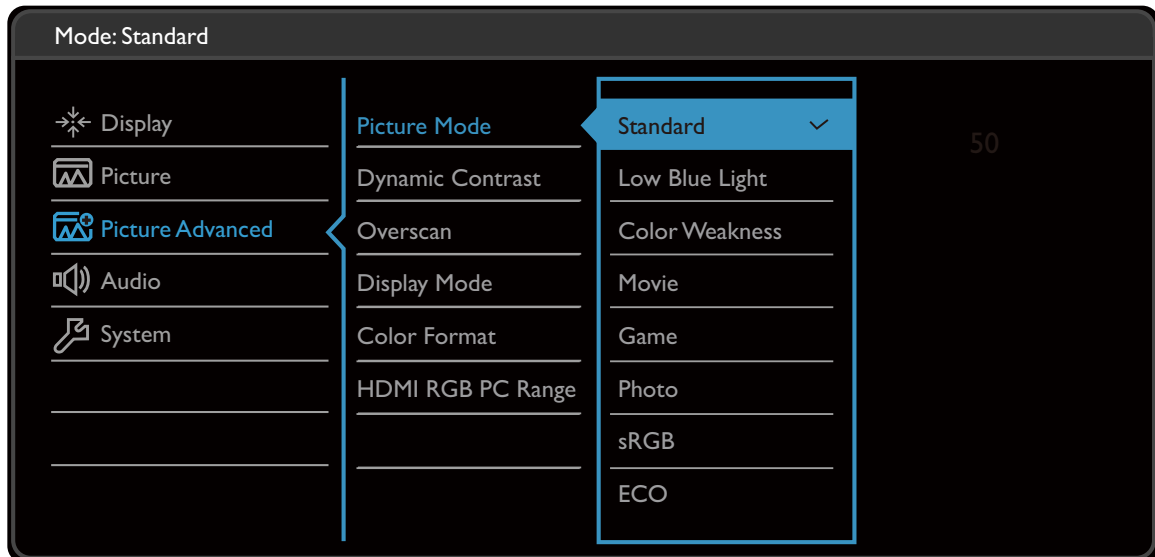 Mode: Standard
Display
Picture
Picture Advanced
Audio
System
Picture Mode
Dynamic Contrast
Overscan
Display Mode
Color Format
HDMI RGB PC Range
Standard
Low Blue Light
Color Weakness
Movie
Game
Photo
sRGB
ECO
50